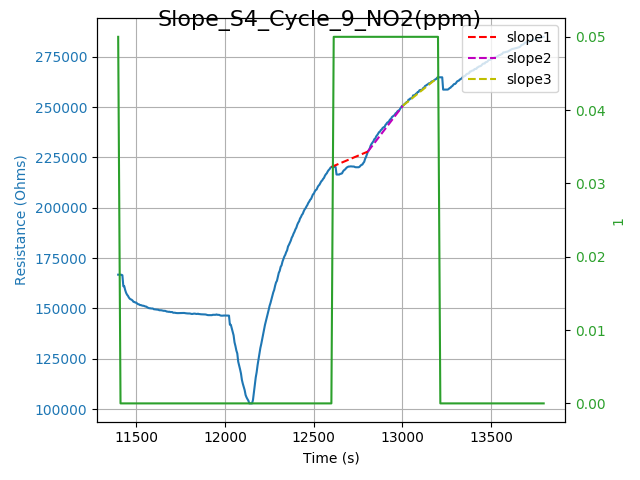 Slope_S4_Cycle_9_NO2(ppm)
slope1
slope2
slope3
275000
250000
225000
200000
175000
150000
125000
100000
Resistance (Ohms)
0.05
0.04
0.03
0.02
0.01
0.00
1
11500 12000 12500 13000 13500
Time (s)